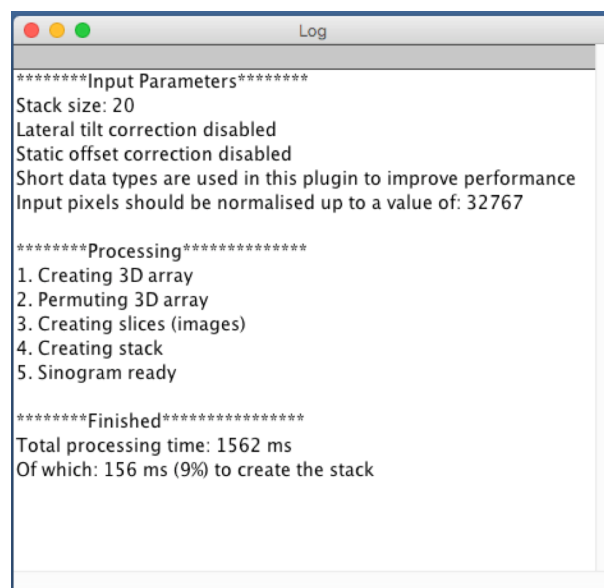 Log
********Input Parameters********
Stack size: 20
Lateral tilt correction disabled
Static offset correction disabled
Short data types are used in this plugin to improve performance
Input pixels should be normalised up to a value of: 32767
********Processing**************
1. Creating 3D array
2. Permuting 3D array
3. Creating slices (images)
4. Creating stack
5. Sinogram ready
********Finished****************
Total processing time: 1562 ms
Of which: 156 ms (9%) to create the stack